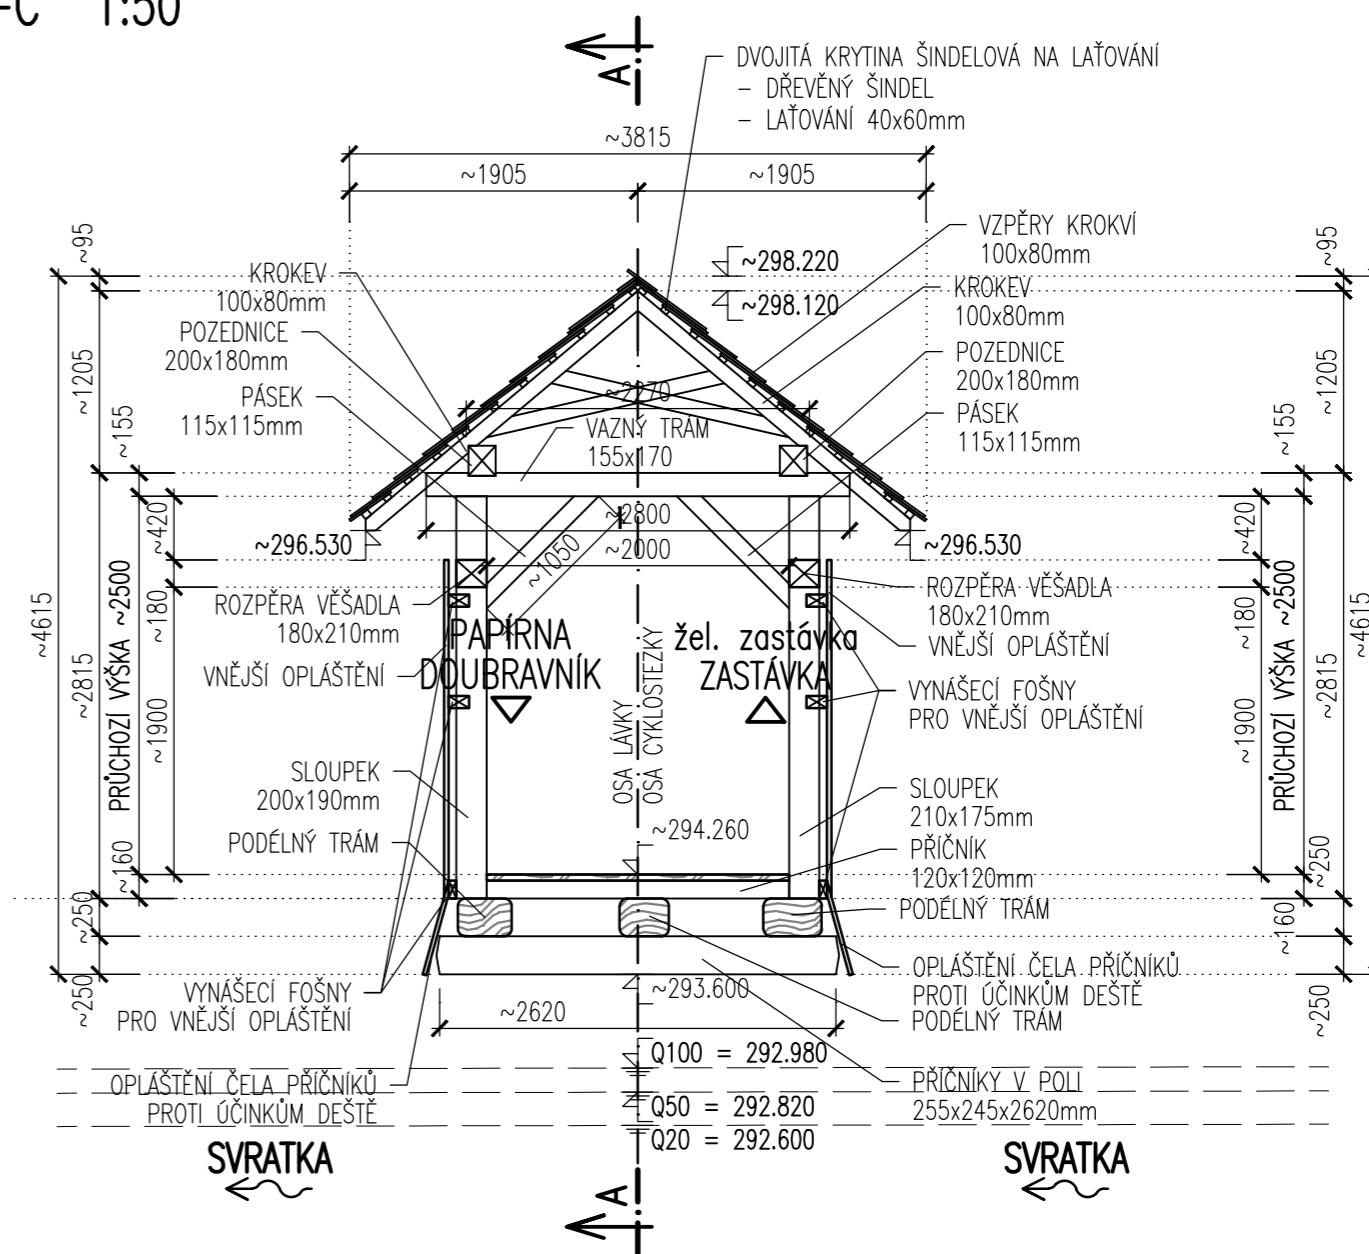 -C 1:50
A
DVOJITÁ KRYTINA ŠINDELOVÁ NA LAŤOVÁNÍ
- DŘEVĚNÝ ŠINDEL
- LAŤOVÁNÍ 40x60mm
~3815
~1905
~1905
VZPĚRY KROKVÍ
100x80mm
~95
~95
~298.220
~298.120
KROKEV
100x80mm
KROKEV
100x80mm
POZEDNICE
200x180mm
POZEDNICE
200x180mm
PÁSEK
115x115mm
PÁSEK
115x115mm
~1205
~1205
~155
~155
~2270
VAZNÝ TRÁM
155x170
~2800
~2000
~1050
~296.530
~296.530
~420
~420
ROZPĚRA VĚŠADLA
180x210mm
ROZPĚRA VĚŠADLA
180x210mm
VNĚJŠÍ OPLÁŠTĚNÍ
VNĚJŠÍ OPLÁŠTĚNÍ
PAPÍRNA
DOUBRAVNÍK
žel. zastávka
ZASTÁVKA
VYNÁŠECÍ FOŠNY
PRO VNĚJŠÍ OPLÁŠTĚNÍ
~4615
~2815
PRŮCHOZÍ VÝŠKA ~2500
~180
~1900
~180
~1900
PRŮCHOZÍ VÝŠKA ~2500
~2815
~4615
OSA LÁVKY
OSA CYKLOSTEZKY
SLOUPEK
200x190mm
SLOUPEK
210x175mm
PODÉLNÝ TRÁM
~294.260
PŘÍČNÍK
120x120mm
PODÉLNÝ TRÁM
~160
~250
~250
~250
~160
~250
VYNÁŠECÍ FOŠNY
PRO VNĚJŠÍ OPLÁŠTĚNÍ
OPLÁŠTĚNÍ ČELA PŘÍČNÍKŮ
PROTI ÚČINKŮM DEŠTĚ
PODÉLNÝ TRÁM
~293.600
~2620
Q100 = 292.980
OPLÁŠTĚNÍ ČELA PŘÍČNÍKŮ
PROTI ÚČINKŮM DEŠTĚ
PŘÍČNÍKY V POLI
255x245x2620mm
Q50 = 292.820
Q20 = 292.600
SVRATKA
SVRATKA
A